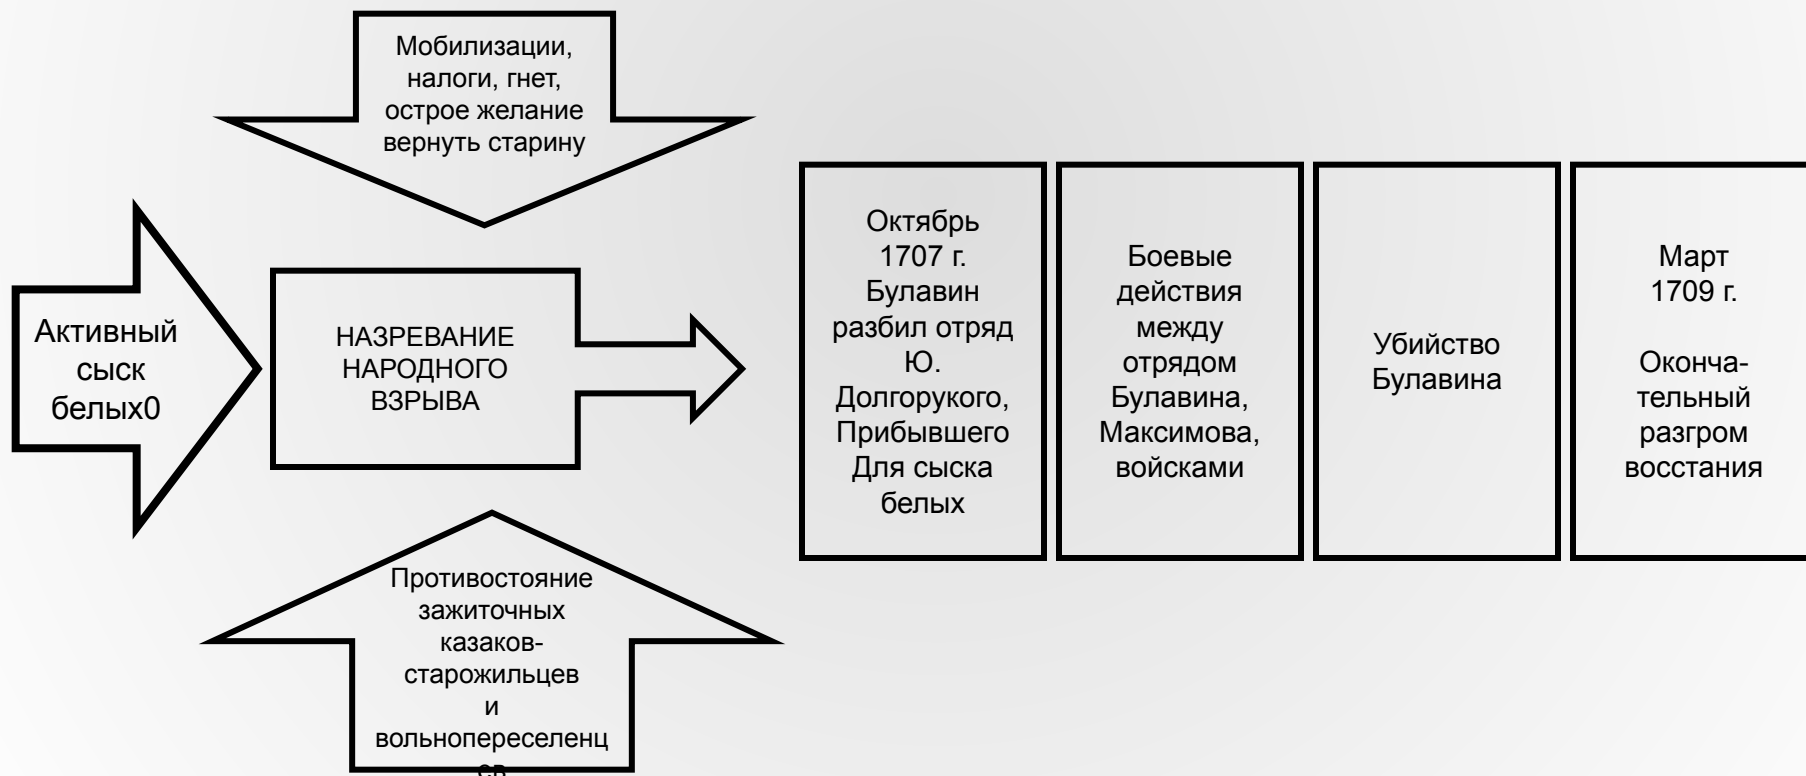 Мобилизации,
налоги, гнет,
острое желание
вернуть старину
Активный
сыск
белых0
НАЗРЕВАНИЕ
НАРОДНОГО
ВЗРЫВА
Противостояние
зажиточных
казаков-
старожильцев
и
вольнопереселенц
ев
Октябрь
1707 г.
Булавин
разбил отряд
Ю.
Долгорукого,
Прибывшего
Для сыска
белых
Боевые
действия
между
отрядом
Булавина,
Максимова,
войсками
Убийство
Булавина
Март
1709 г.
Оконча-
тельный
разгром
восстания